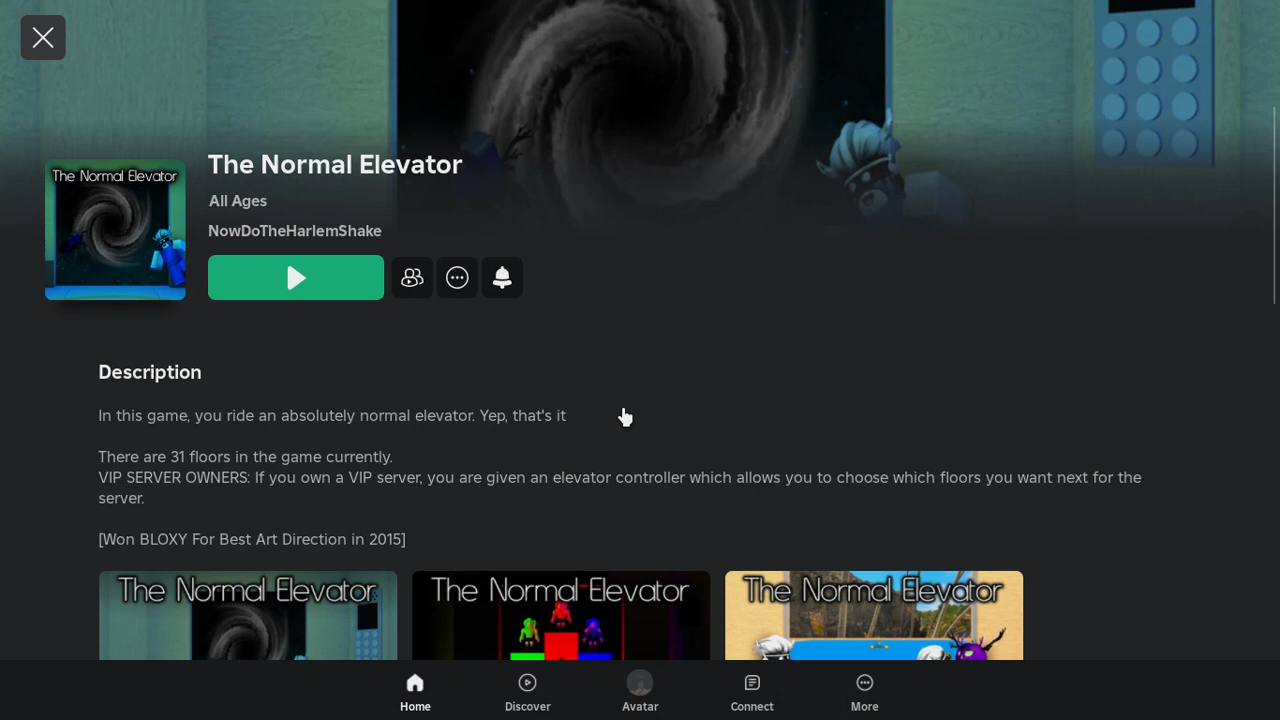 The Normal Elevator
The Normal Elevator
All Ages
NowDoTheHarlemShake
Description
In this game, you ride an absolutely normal elevator. Yep, that's it
There are 31 floors in the game currently.
VIP SERVER OWNERS: If you own a VIP server, you are given an elevator controller which allows you to choose which floors you want next for the
server.
[Won BLOXY For Best Art Direction in 2015]
The Normal Elevator
The Normal Elevator
The Normal Elevator
Home
Discover
Avatar
Connect
More